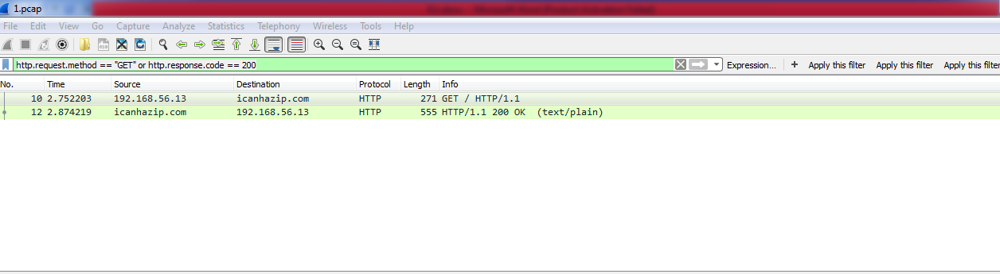 1.pcap
File Edit View Go Capture Analyze Statistics Telephony Wireless Tools Help
http.request.method == "GET" or http.response.code == 200 Expression... + Apply this filter Apply this filter Apply this filter
No. Time Source Destination Protocol Length Info
10 2.752203 192.168.56.13 icanhazip.com HTTP 271 GET / HTTP/1.1
12 2.874219 icanhazip.com 192.168.56.13 HTTP 555 HTTP/1.1 200 OK (text/plain)